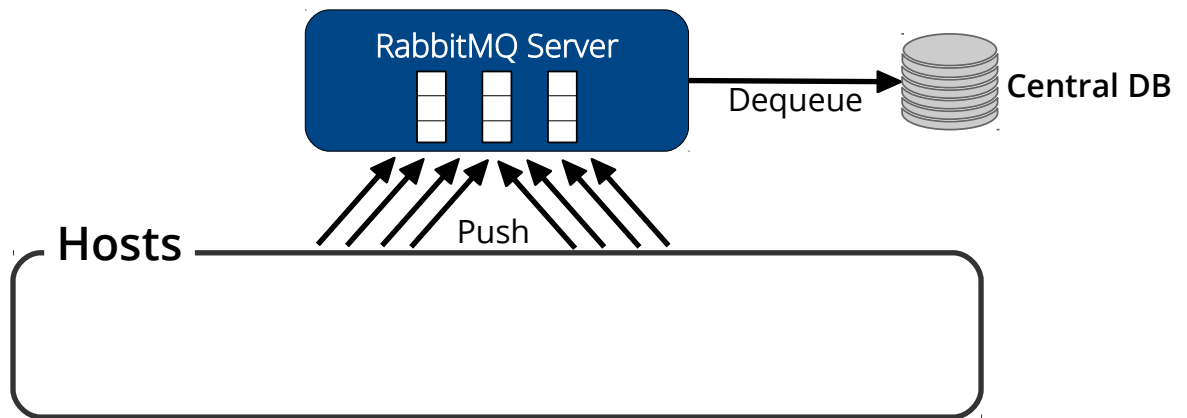 RabbitMQ Server
Dequeue
Central DB
Push
Hosts